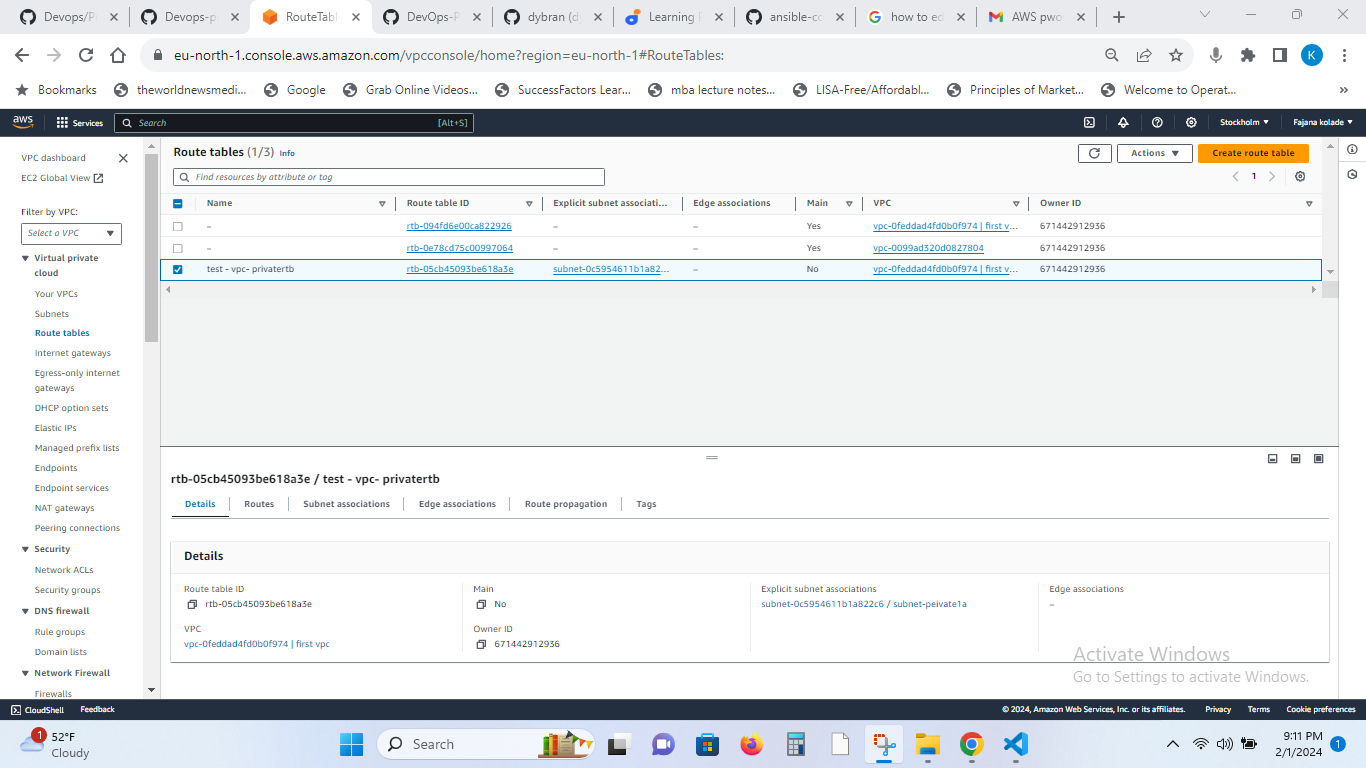 Devops/P
Devops-p
RouteTabl
DevOps-P
dybran (dy
Learning P
ansible-co
how to ed
AWS pwo
eu-north-1.console.aws.amazon.com/vpcconsole/home?region=eu-north-1#RouteTables:
K
Bookmarks
theworldnewsmedi...
Google
Grab Online Videos...
SuccessFactors Lear...
mba lecture notes...
LISA-Free/Affordabl...
Principles of Market...
Welcome to Operat...
»
aws
Services
Search
[Alt+S]
Stockholm
Fajana kolade
VPC dashboard
EC2 Global View
Filter by VPC:
Select a VPC
Virtual private cloud
Your VPCs
Subnets
Route tables
Internet gateways
Egress-only internet gateways
DHCP option sets
Elastic IPs
Managed prefix lists
Endpoints
Endpoint services
NAT gateways
Peering connections
Security
Network ACLs
Security groups
DNS firewall
Rule groups
Domain lists
Network Firewall
Firewalls
Route tables (1/3) Info
Actions
Create route table
Find resources by attribute or tag
1
Name Route table ID Explicit subnet associati... Edge associations Main VPC Owner ID
– rtb-094fd6e00ca822926 – – Yes vpc-0feddad4fd0b0f974 | first v... 671442912936
– rtb-0e78cd75c00997064 – – Yes vpc-0099ad320d0827804 671442912936
test - vpc- privatertb rtb-05cb45093be618a3e subnet-0c5954611b1a82... – No vpc-0feddad4fd0b0f974 | first v... 671442912936
rtb-05cb45093be618a3e / test - vpc- privatertb
Details Routes Subnet associations Edge associations Route propagation Tags
Details
Route table ID
rtb-05cb45093be618a3e
Main
No
Explicit subnet associations
subnet-0c5954611b1a822c6 / subnet-peivate1a
Edge associations
–
VPC
vpc-0feddad4fd0b0f974 | first vpc
Owner ID
671442912936
Activate Windows
Go to Settings to activate Windows.
CloudShell
Feedback
© 2024, Amazon Web Services, Inc. or its affiliates.
Privacy
Terms
Cookie preferences
1
52°F
Cloudy
Search
9:11 PM
2/1/2024
1